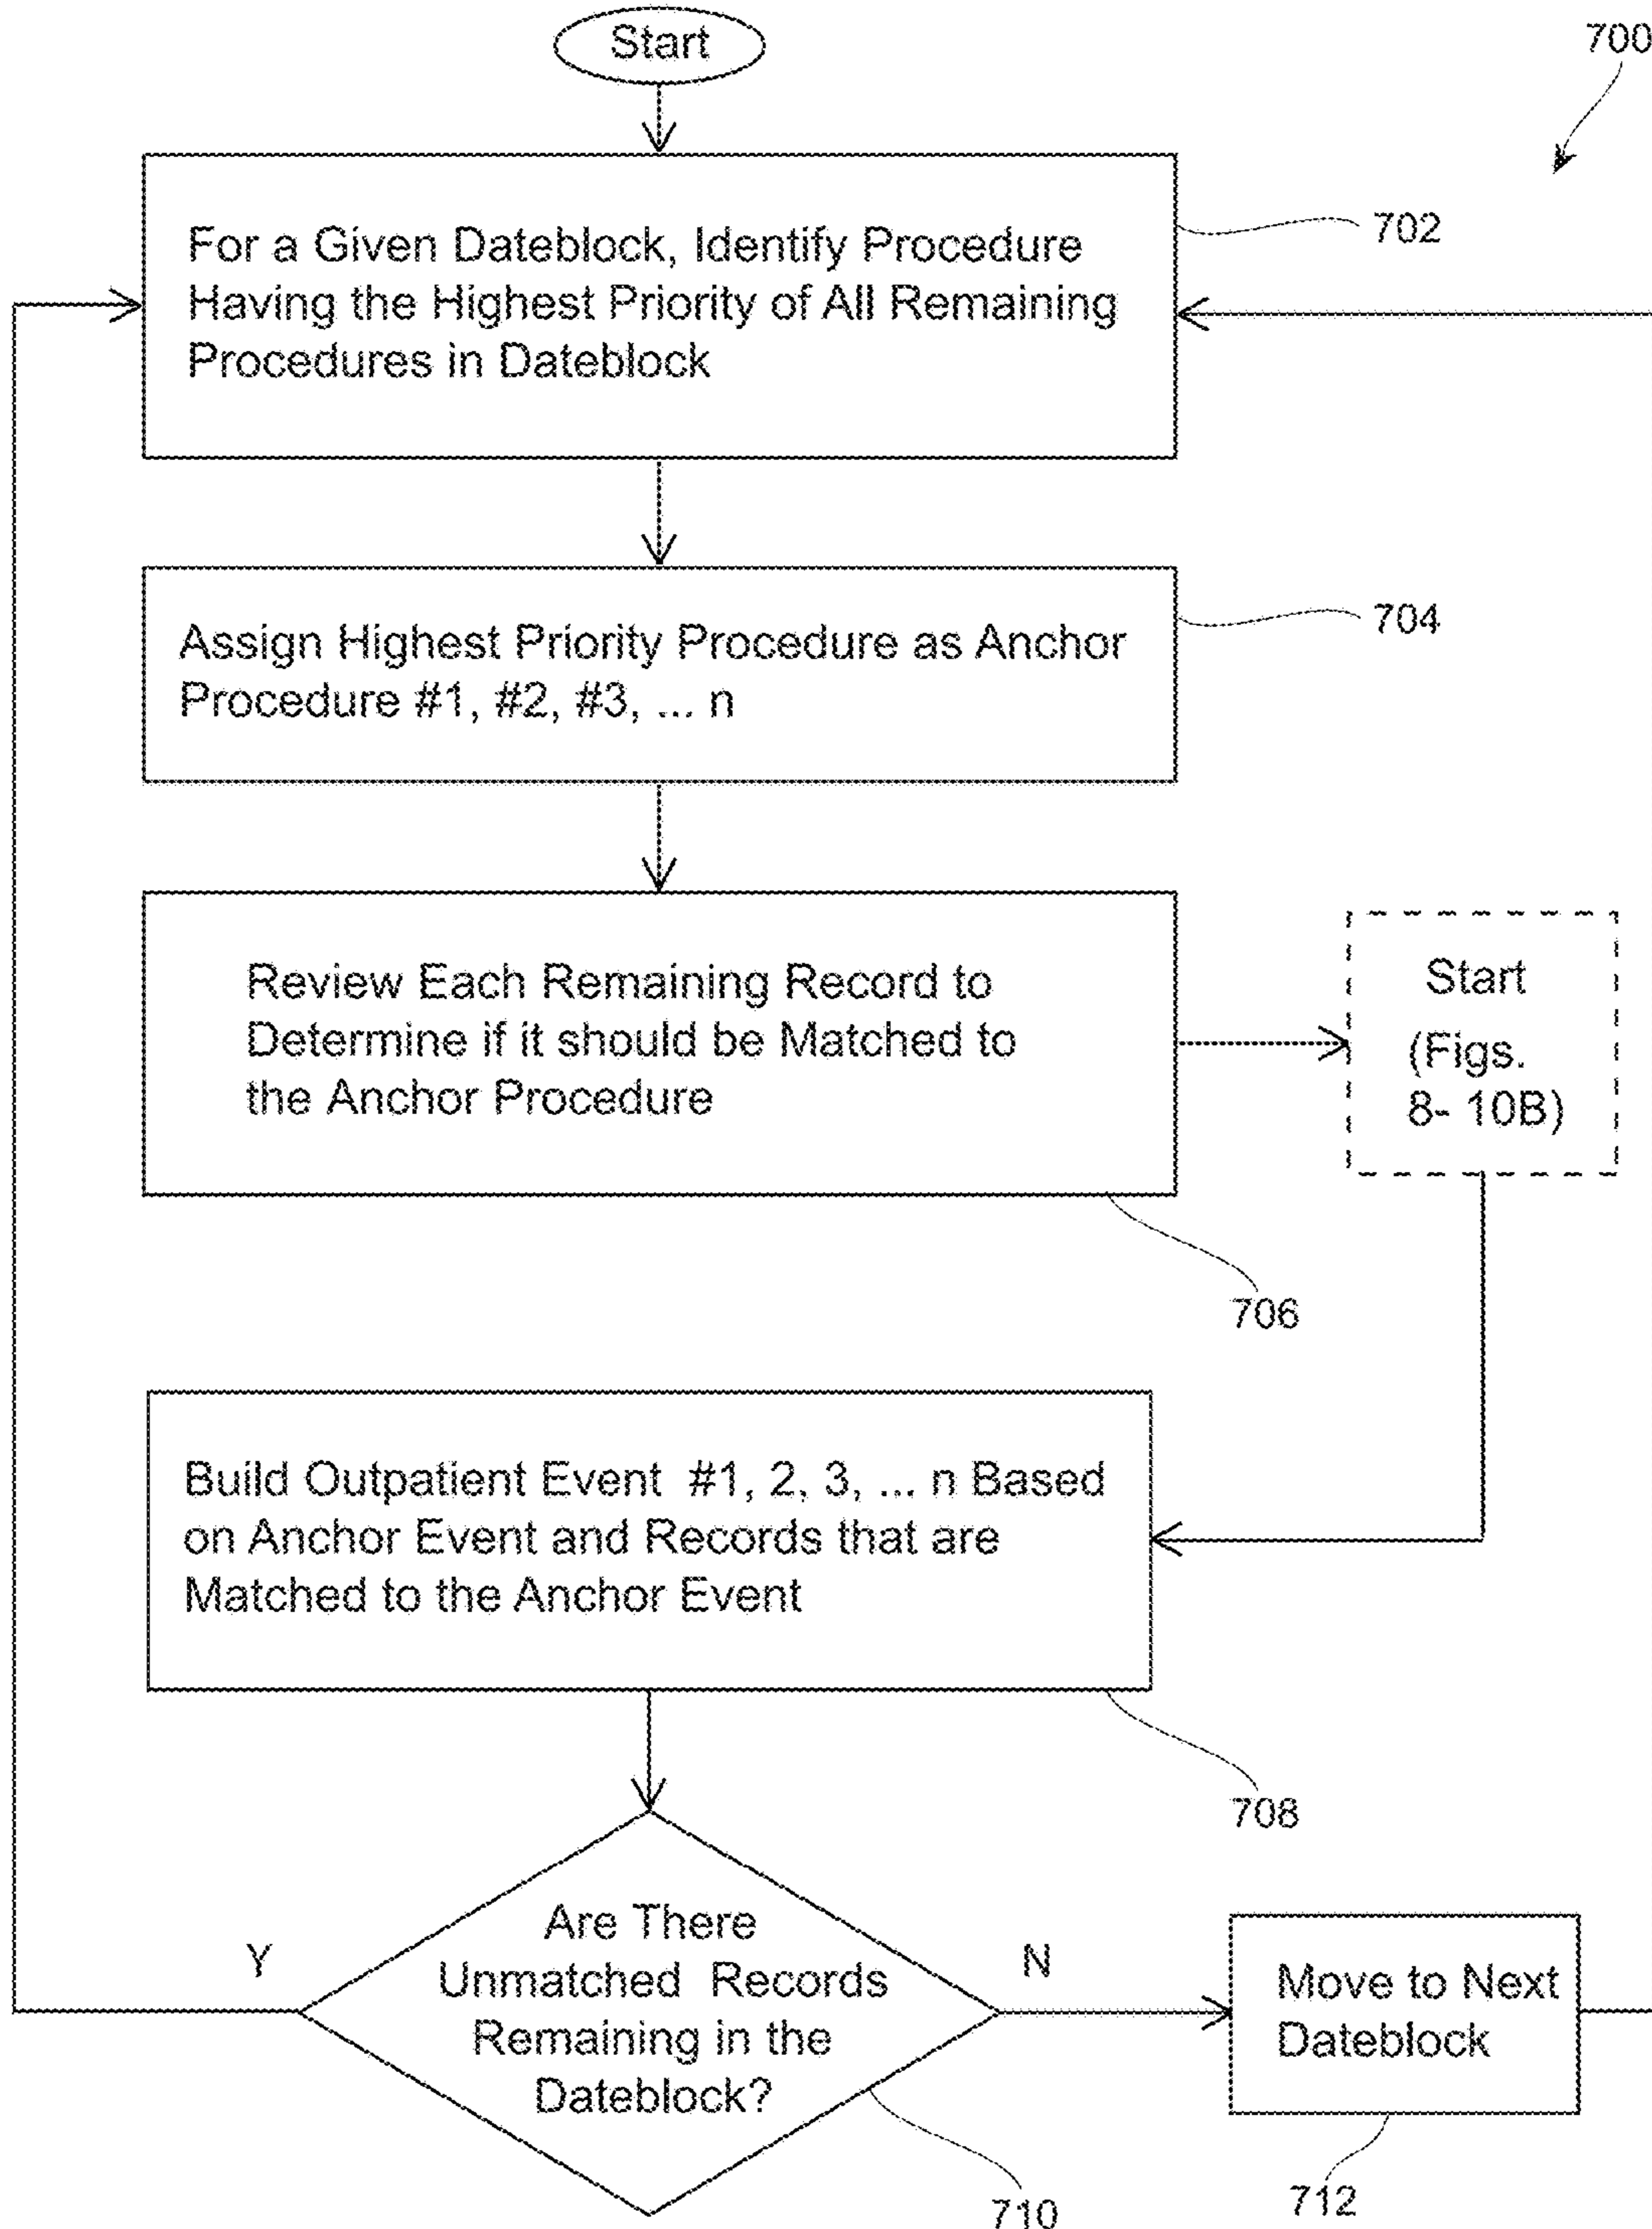 Start
700
For a Given Dateblock, Identify Procedure
Having the Highest Priority of All Remaining
Procedures in Dateblock
702
Assign Highest Priority Procedure as Anchor
Procedure #1, #2, #3, ... n
704
Review Each Remaining Record to
Determine if it should be Matched to
the Anchor Procedure
706
Start
(Figs.
8- 10B)
Build Outpatient Event #1, 2, 3, ... n Based
on Anchor Event and Records that are
Matched to the Anchor Event
708
Are There
Unmatched Records
Remaining in the
Dateblock?
Y
N
710
Move to Next
Dateblock
712